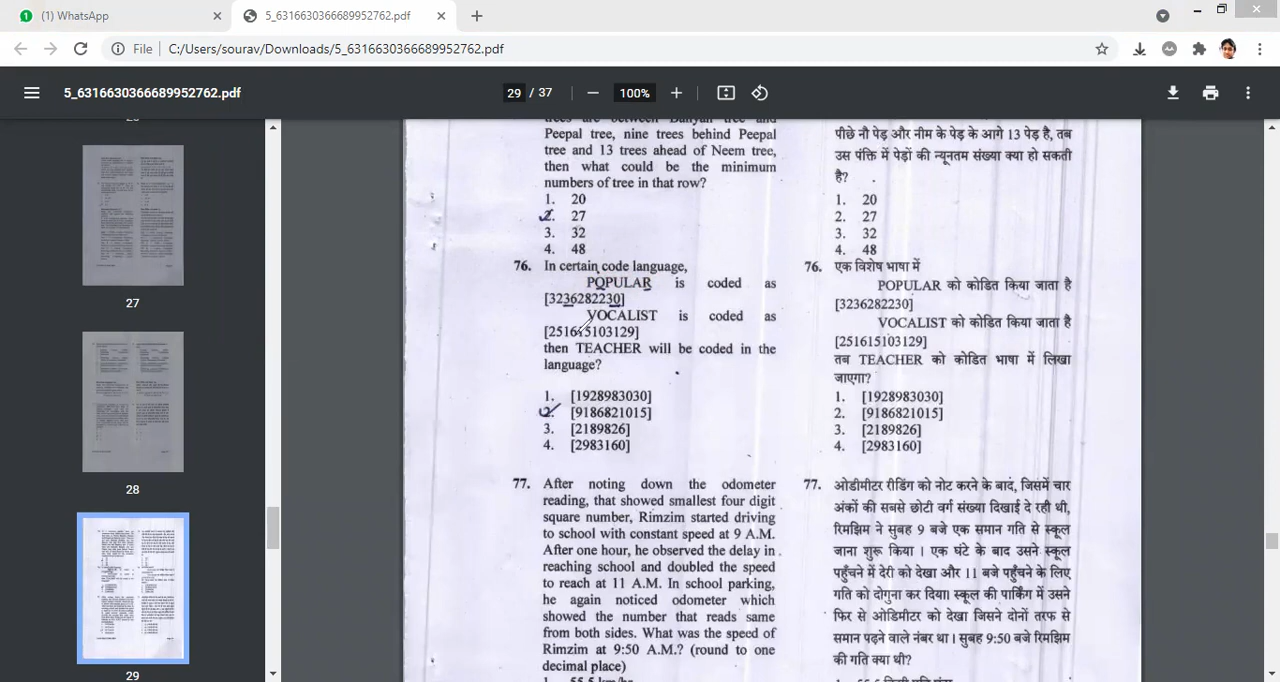 (1) WhatsApp
5_6316630366689952762.pdf
File
C:/Users/sourav/Downloads/5_6316630366689952762.pdf
5_6316630366689952762.pdf
29 / 37
100%
27
28
29
Peepal tree, nine trees behind Peepal
tree and 13 trees ahead of Neem tree,
then what could be the minimum
numbers of tree in that row?
1. 20
2. 27
3. 32
4. 48
76. In certain code language,
POPULAR is coded as
[3236282230]
VOCALIST is coded as
[251615103129]
then TEACHER will be coded in the
language?
1. [1928983030]
2. [9186821015]
3. [2189826]
4. [2983160]
77. After noting down the odometer
reading, that showed smallest four digit
square number, Rimzim started driving
to school with constant speed at 9 A.M.
After one hour, he observed the delay in
reaching school and doubled the speed
to reach at 11 A.M. In school parking,
he again noticed odometer which
showed the number that reads same
from both sides. What was the speed of
Rimzim at 9:50 A.M.? (round to one
decimal place)
पीछे नौ पेड़ और नीम के पेड़ के आगे 13 पेड़ है, तब
उस पंक्ति में पेड़ों की न्यूनतम संख्या क्या हो सकती
है?
1. 20
2. 27
3. 32
4. 48
76. एक विशेष भाषा में
POPULAR को कोडित किया जाता है
[3236282230]
VOCALIST को कोडित किया जाता है
[251615103129]
तब TEACHER को कोडित भाषा में लिखा
जाएगा?
1. [1928983030]
2. [9186821015]
3. [2189826]
4. [2983160]
77. ओडीमीटर रीडिंग को नोट करने के बाद, जिसमें चार
अंकों की सबसे छोटी वर्ग संख्या दिखाई दे रही थी,
रिमझिम ने सुबह 9 बजे एक समान गति से स्कूल
जाना शुरू किया । एक घंटे के बाद उसने स्कूल
पहुँचने में देरी को देखा और 11 बजे पहुँचने के लिए
गति को दोगुना कर दिया। स्कूल की पार्किंग में उसने
फिर से ओडिमीटर को देखा जिसने दोनों तरफ से
समान पढ़ने वाले नंबर था । सुबह 9:50 बजे रिमझिम
की गति क्या थी?